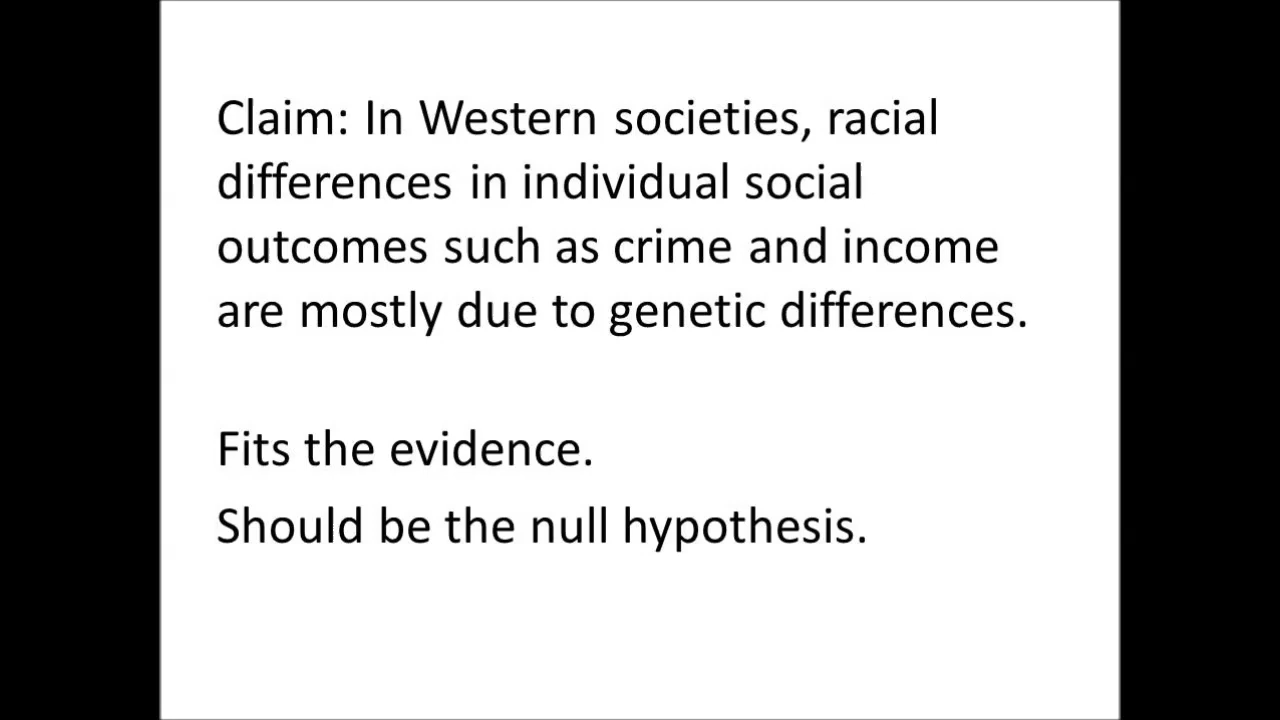 Claim: In Western societies, racial
differences in individual social
outcomes such as crime and income
are mostly due to genetic differences.
Fits the evidence.
Should be the null hypothesis.